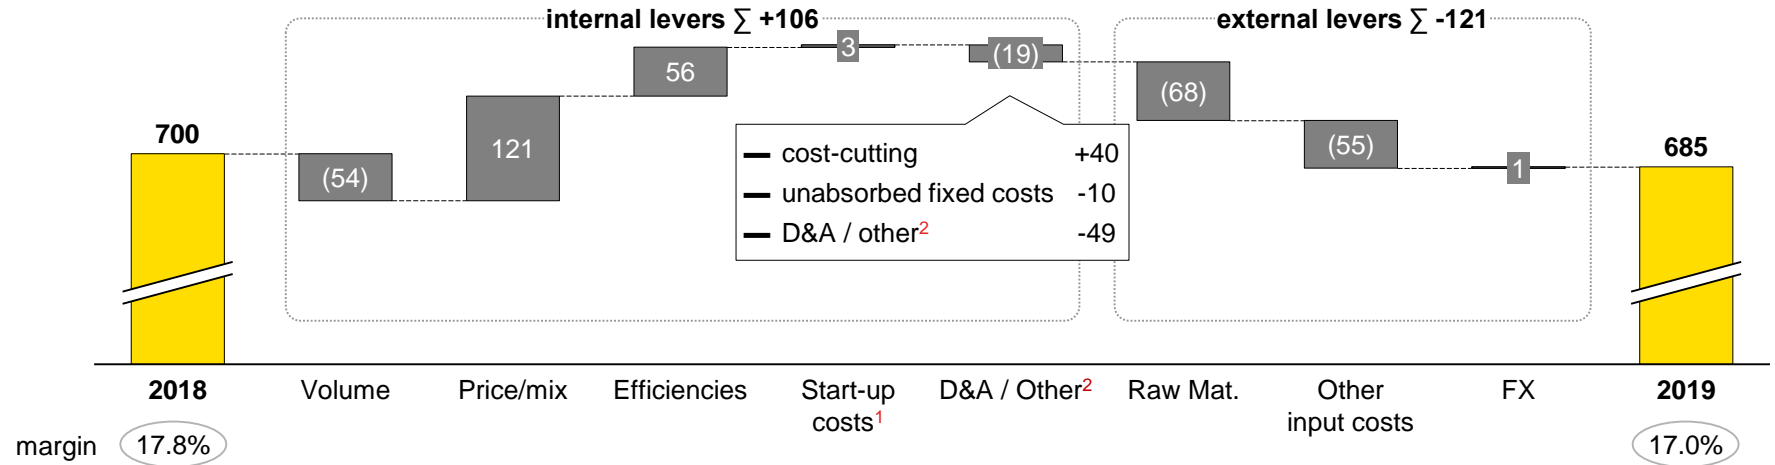 internal levers ∑ +106
external levers ∑ -121
700
(54)
121
56
3
(19)
(68)
(55)
1
685
cost-cutting +40
unabsorbed fixed costs -10
D&A / other2 -49
2018 Volume Price/mix Efficiencies Start-up D&A / Other2 Raw Mat. Other FX 2019
costs1 input costs
margin 17.8% 17.0%